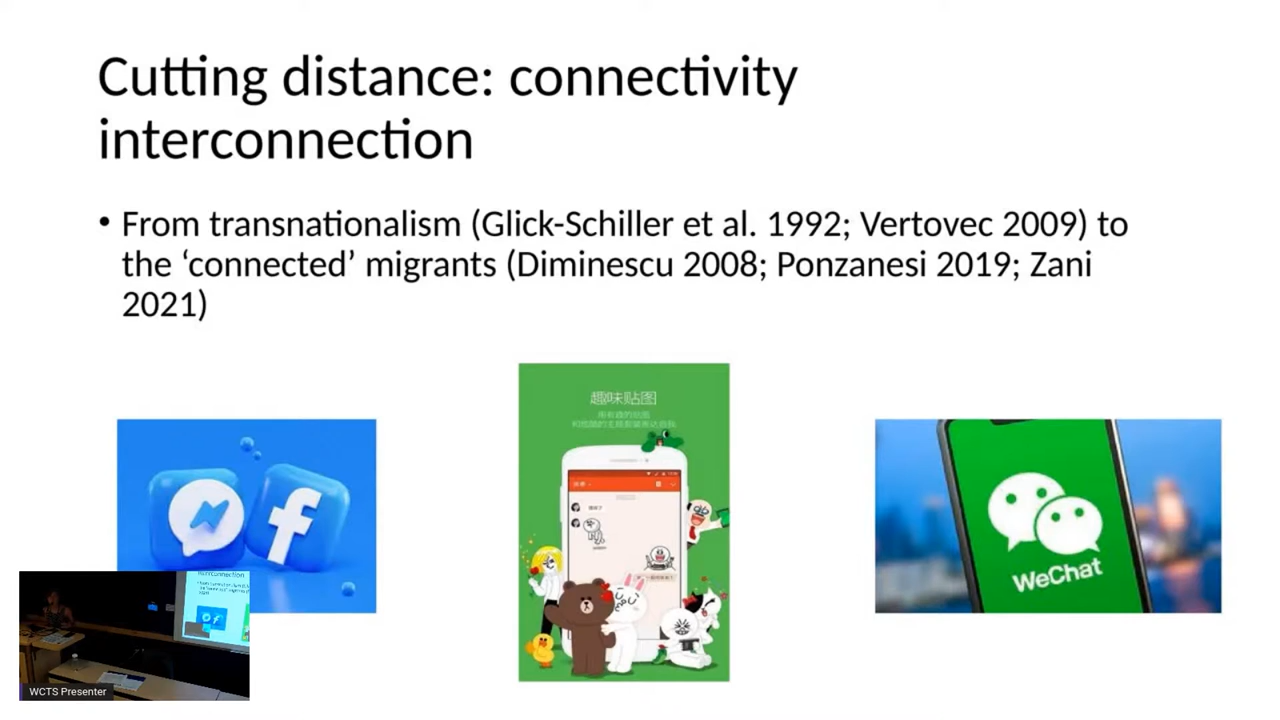 Cutting distance: connectivity
interconnection
• From transnationalism (Glick-Schiller et al. 1992; Vertovec 2009) to
the ‘connected’ migrants (Diminescu 2008; Ponzanesi 2019; Zani
2021)
趣味贴图
WeChat
WCTS Presenter